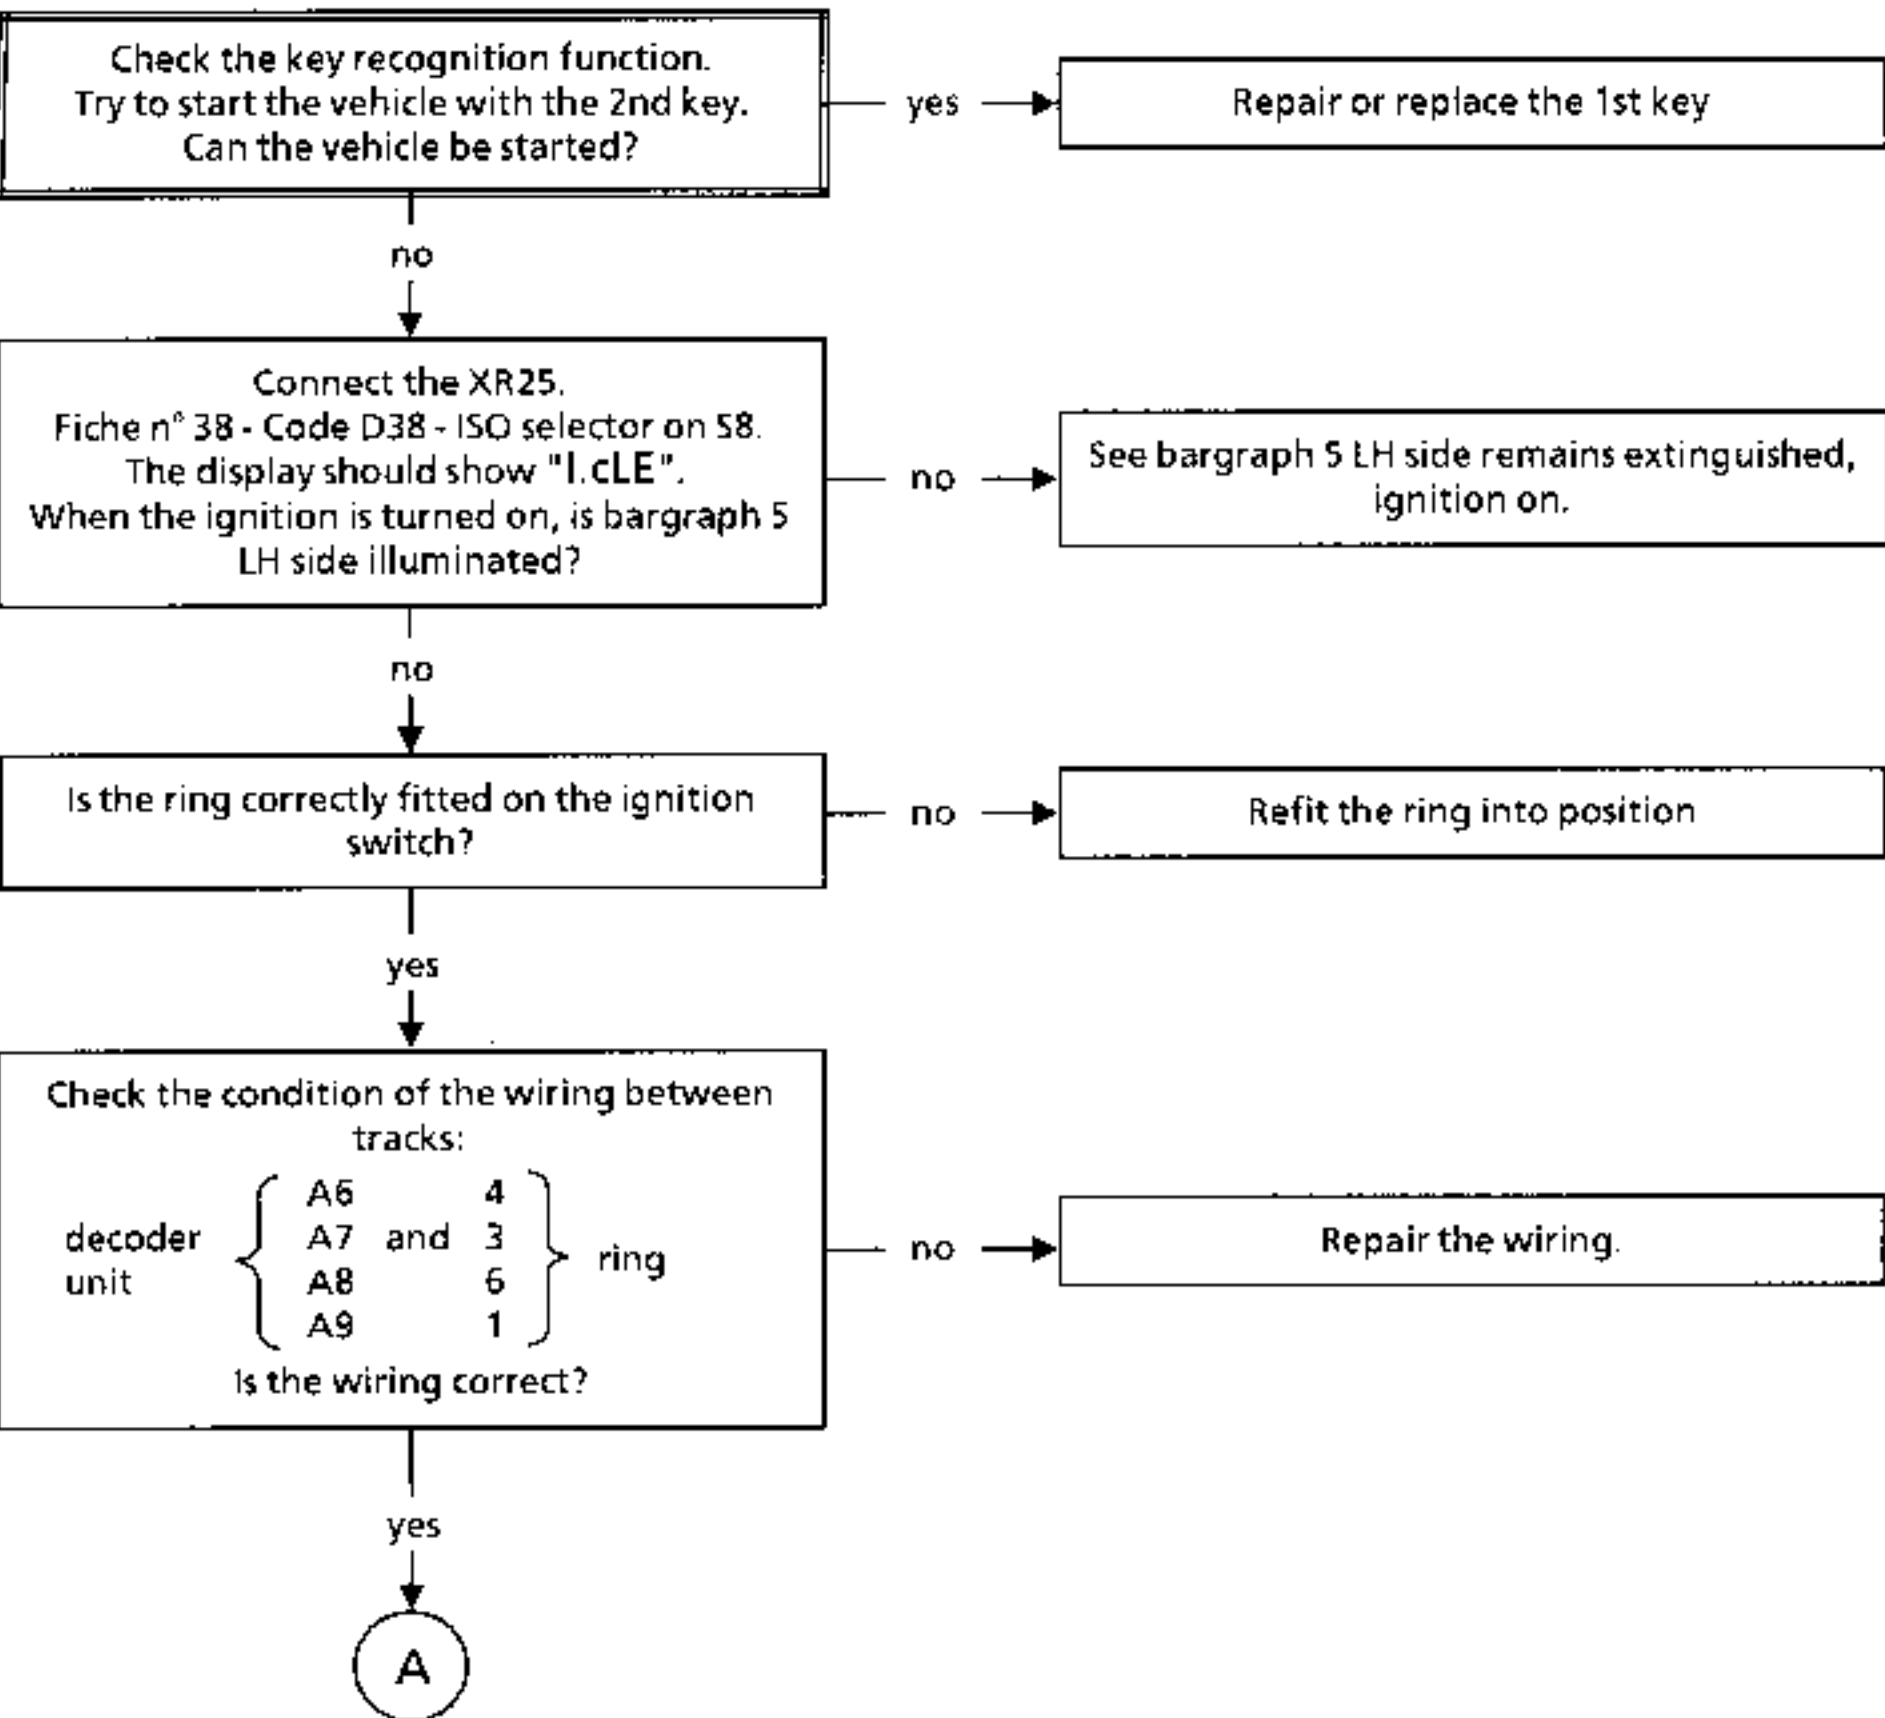 Check the key recognition function.
Try to start the vehicle with the 2nd key.
Can the vehicle be started?
yes
Repair or replace the 1st key
no
Connect the XR25.
Fiche n° 38 - Code D38 - ISO selector on S8.
The display should show "I.cLE".
When the ignition is turned on, is bargraph 5
LH side illuminated?
no
See bargraph 5 LH side remains extinguished,
ignition on.
no
Is the ring correctly fitted on the ignition
switch?
no
Refit the ring into position
yes
Check the condition of the wiring between
tracks:
decoder
unit
A6 4
A7 and 3
A8 6
A9 1
ring
Is the wiring correct?
no
Repair the wiring.
yes
A